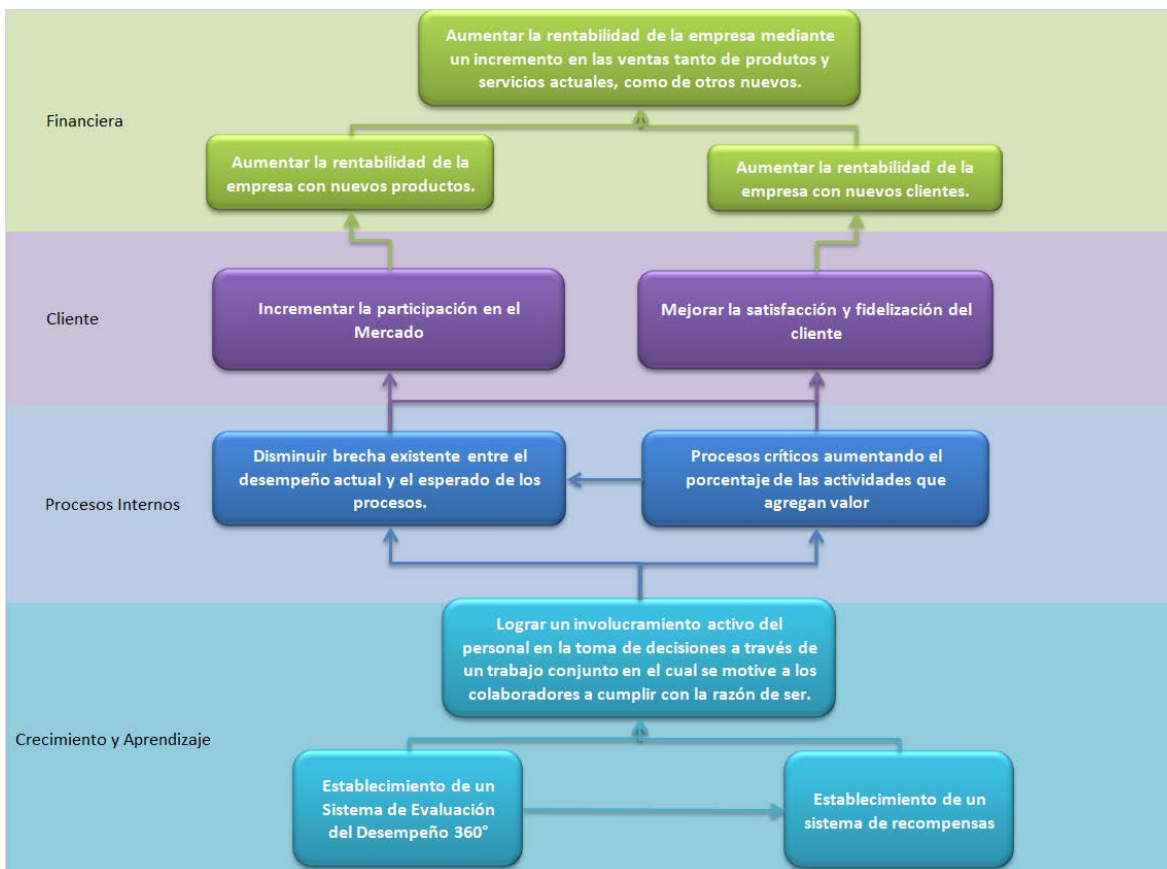 Aumentar la rentabilidad de la empresa mediante
un incremento en las ventas tanto de produtos y
servicios actuales, como de otros nuevos.
Financiera
Aumentar la rentabilidad de la
empresa con nuevos productos.
Aumentar la rentabilidad de la
empresa con nuevos clientes.
Cliente
Incrementar la participación en el
Mercado
Mejorar la satisfacción y fidelización del
cliente
Procesos Internos
Disminuir brecha existente entre el
desempeño actual y el esperado de los
procesos.
Procesos críticos aumentando el
porcentaje de las actividades que
agregan valor
Crecimiento y Aprendizaje
Lograr un involucramiento activo del
personal en la toma de decisiones a través de
un trabajo conjunto en el cual se motive a los
colaboradores a cumplir con la razón de ser.
Establecimiento de un
Sistema de Evaluación
del Desempeño 360°
Establecimiento de un
sistema de recompensas